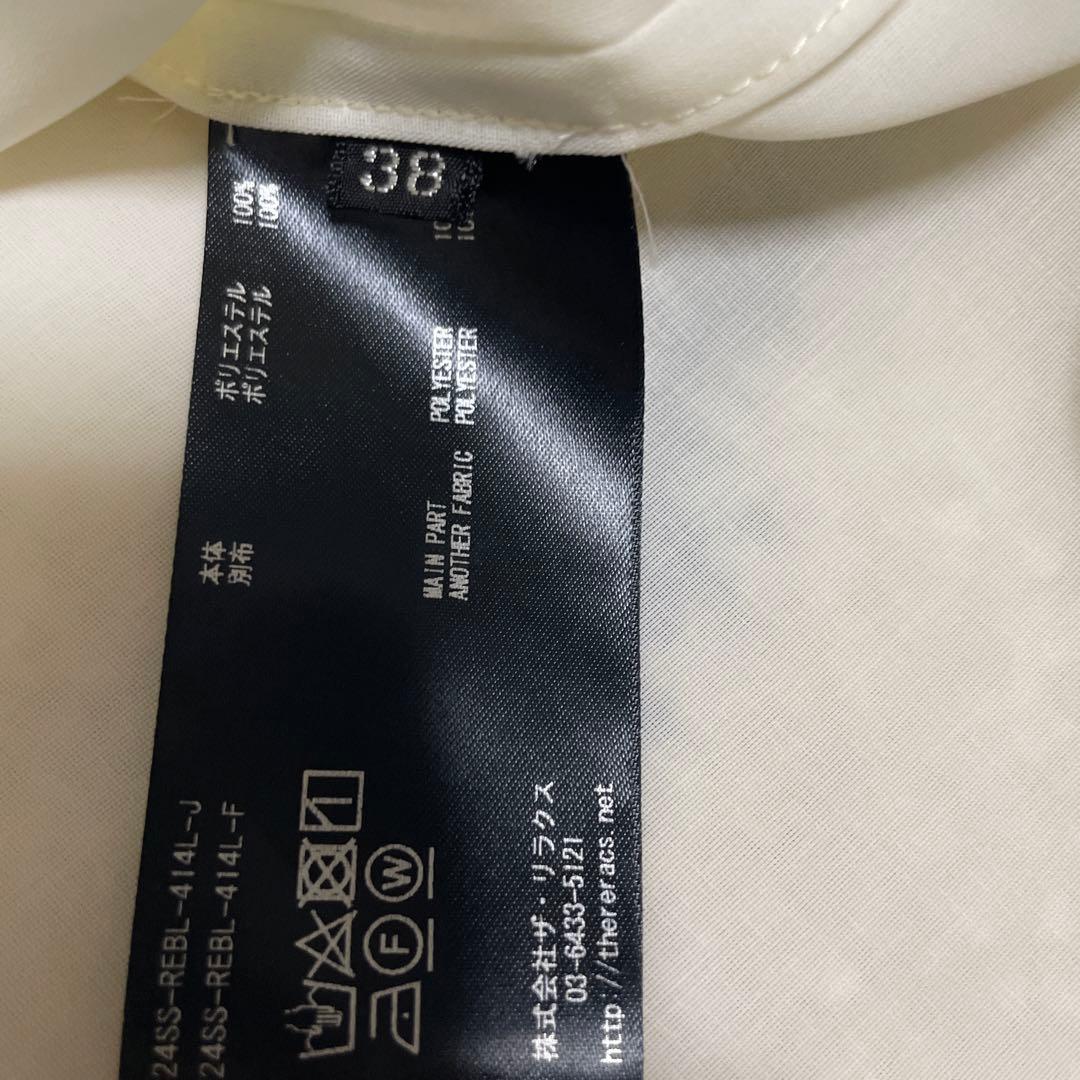 38
24SS-REBL-414L-J
24SS-REBL-414L-F
本体 ポリエステル 100%
別布 ポリエステル 100%
MAIN PART POLYESTER
ANOTHER FABRIC POLYESTER
F W
株式会社ザ・リラクス
03-6433-5121
http://thereracs.net